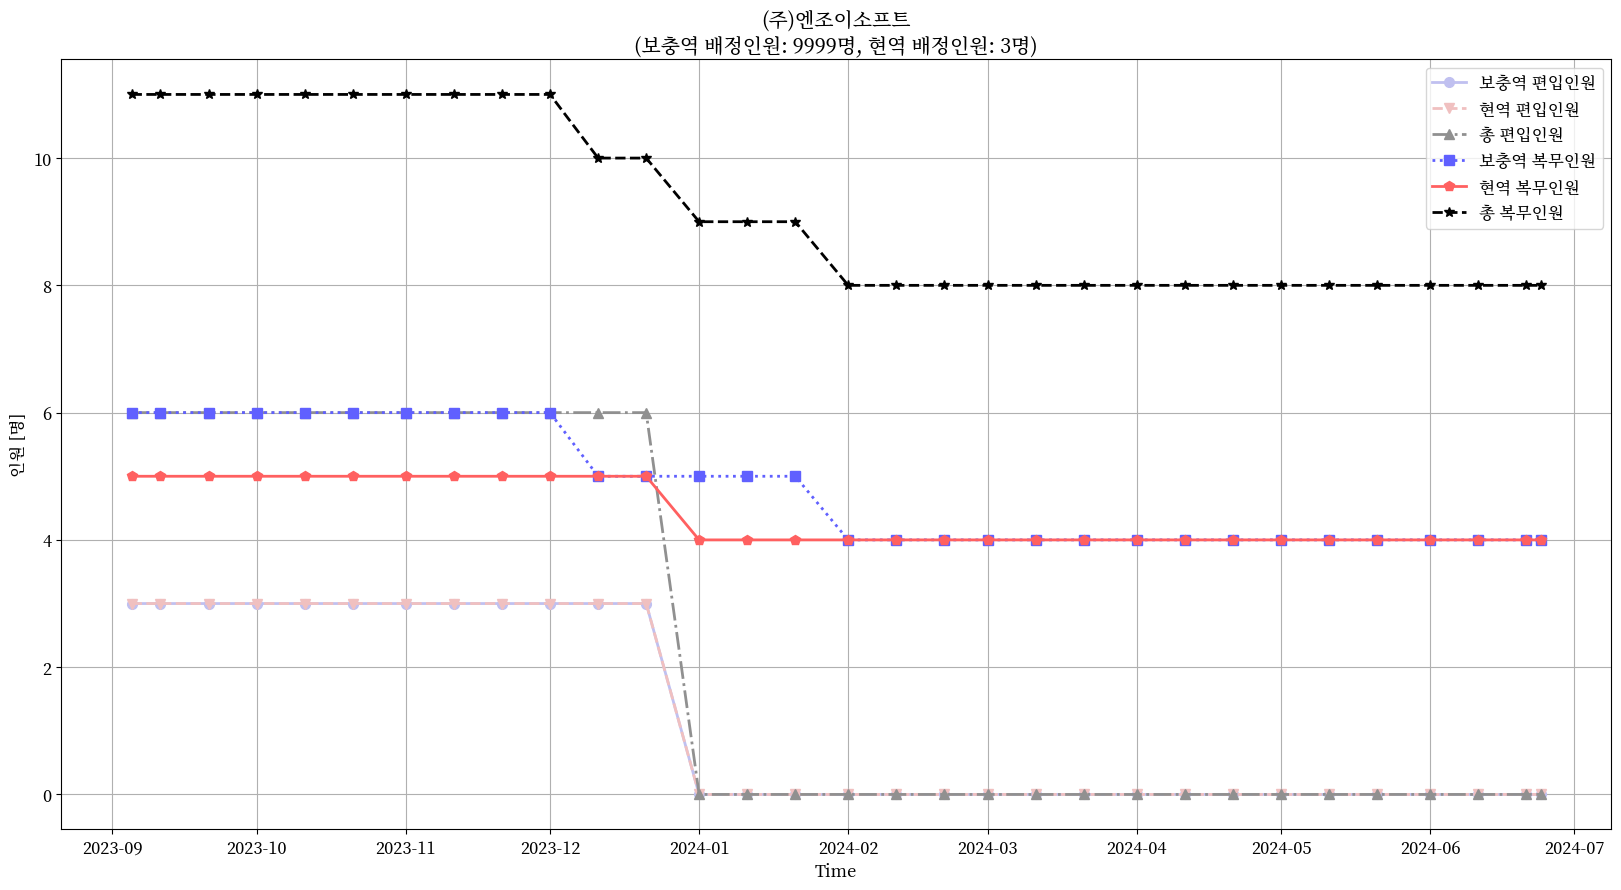 (주)엔조이소프트
(보충역 배정인원: 9999명, 현역 배정인원: 3명)
보충역 편입인원
현역 편입인원
총 편입인원
보충역 복무인원
현역 복무인원
총 복무인원
인원 [명]
10
8
6
4
2
0
2023-09 2023-10 2023-11 2023-12 2024-01 2024-02 2024-03 2024-04 2024-05 2024-06 2024-07
Time